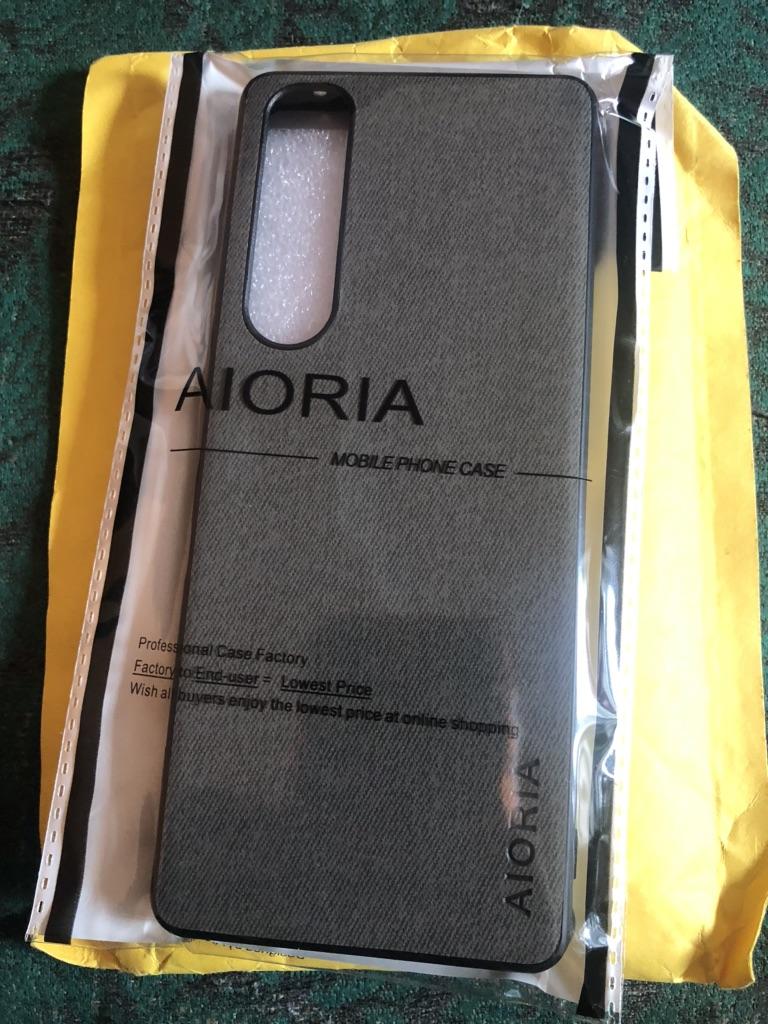 AIORIA
MOBILE PHONE CASE
Professional Case Factory
Factory to End-user = Lowest Price
Wish all buyers enjoy the lowest price at online shopping
AIORIA